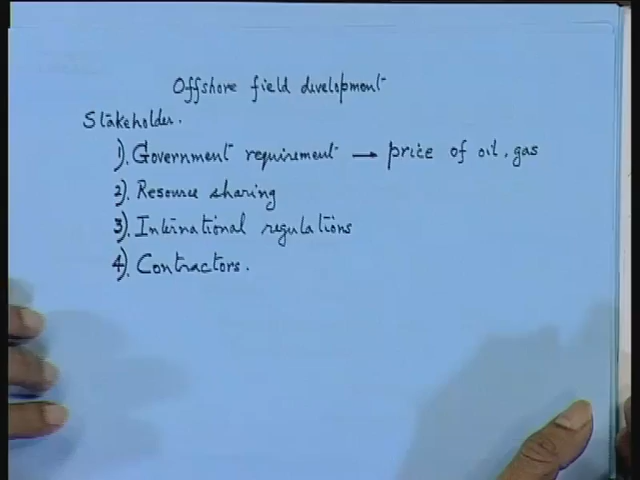 Offshore field development
Stakeholder.
1). Government requirement → price of oil, gas
2). Resource sharing
3). International regulations
4). Contractors.